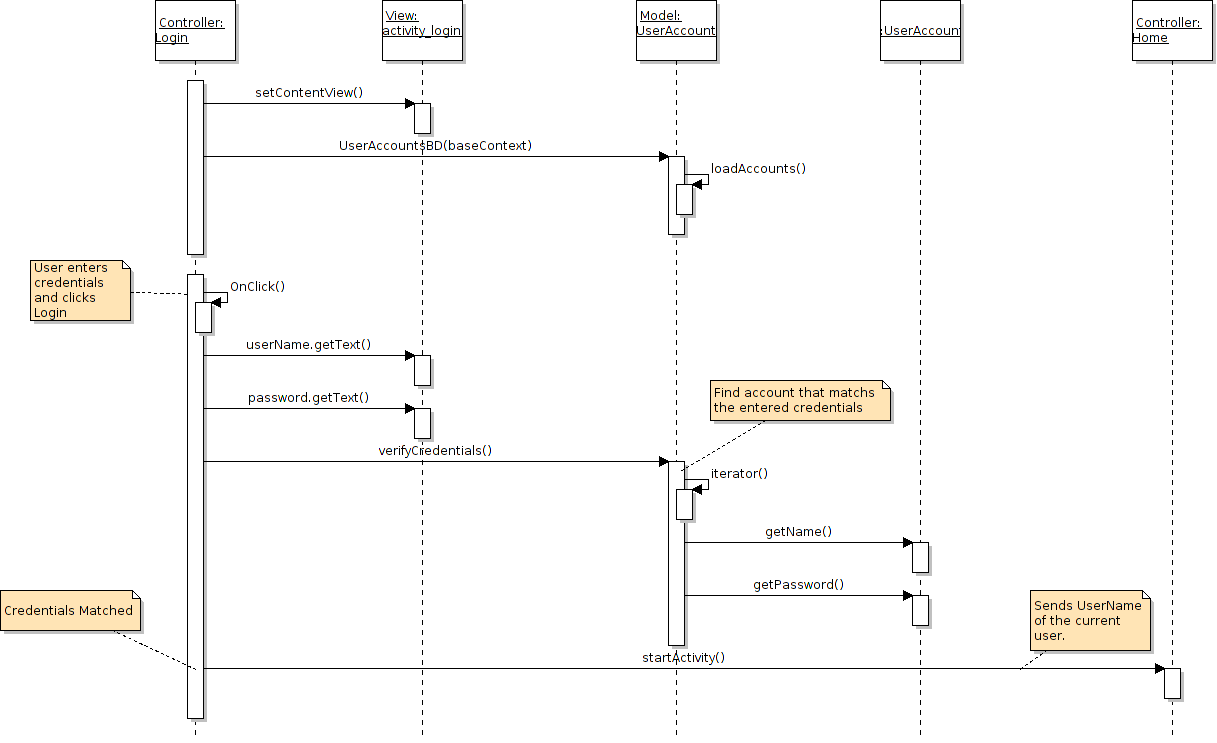 Controller:
Login
View:
activity_login
Model:
UserAccount
:UserAccount
Controller:
Home
setContentView()
UserAccountsBD(baseContext)
loadAccounts()
User enters
credentials
and clicks
Login
OnClick()
userName.getText()
password.getText()
Find account that matchs
the entered credentials
verifyCredentials()
iterator()
getName()
getPassword()
Credentials Matched
Sends UserName
of the current
user.
startActivity()